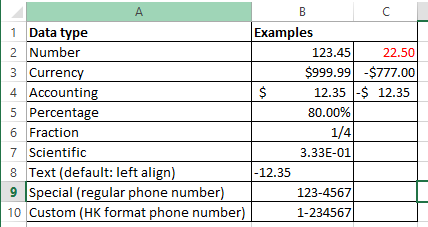 A B C
1 Data type Examples
2 Number 123.45 22.50
3 Currency $999.99 -$777.00
4 Accounting $ 12.35 -$ 12.35
5 Percentage 80.00%
6 Fraction 1/4
7 Scientific 3.33E-01
8 Text (default: left align) -12.35
9 Special (regular phone number) 123-4567
10 Custom (HK format phone number) 1-234567